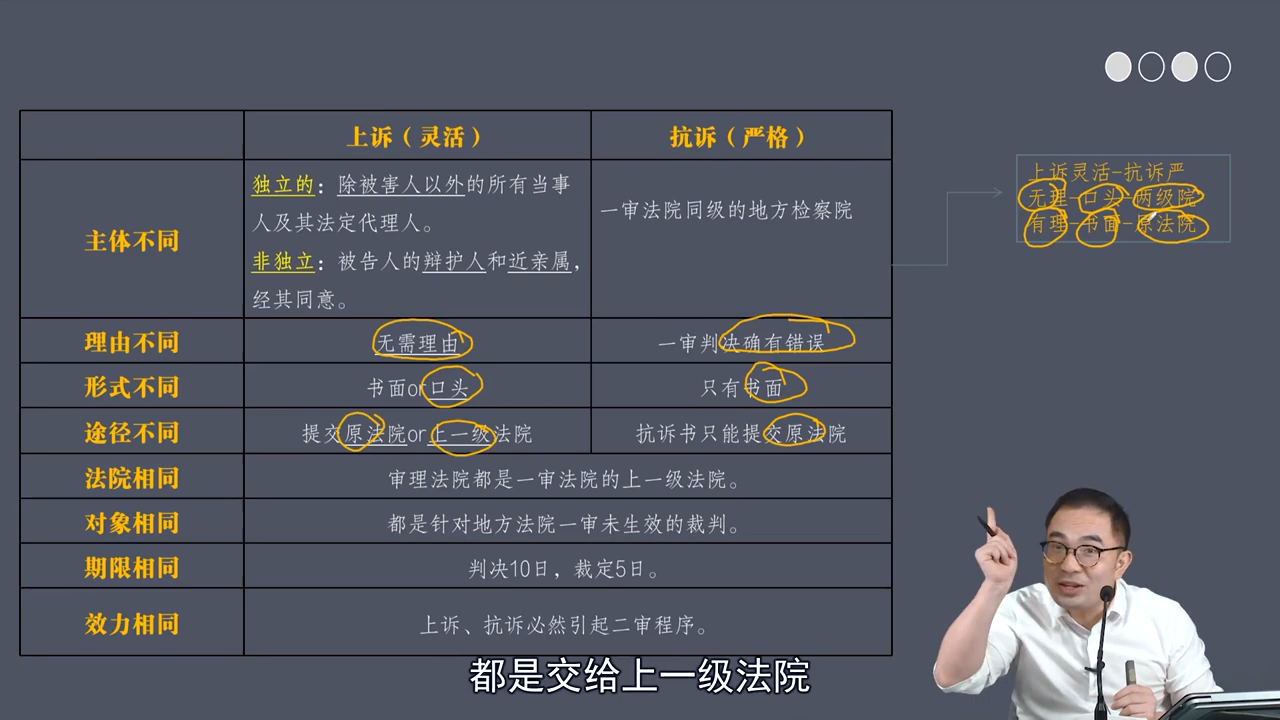 上诉（灵活）
抗诉（严格）
主体不同
独立的：除被害人以外的所有当事
人及其法定代理人。
非独立：被告人的辩护人和近亲属，
经其同意。
一审法院同级的地方检察院
理由不同
无需理由
一审判决确有错误
形式不同
书面or口头
只有书面
途径不同
提交原法院or上一级法院
抗诉书只能提交原法院
法院相同
审理法院都是一审法院的上一级法院。
对象相同
都是针对地方法院一审未生效的裁判。
期限相同
判决10日，裁定5日。
效力相同
上诉、抗诉必然引起二审程序。
上诉灵活-抗诉严
无理-口头-两级院
有理-书面-原法院
都是交给上一级法院